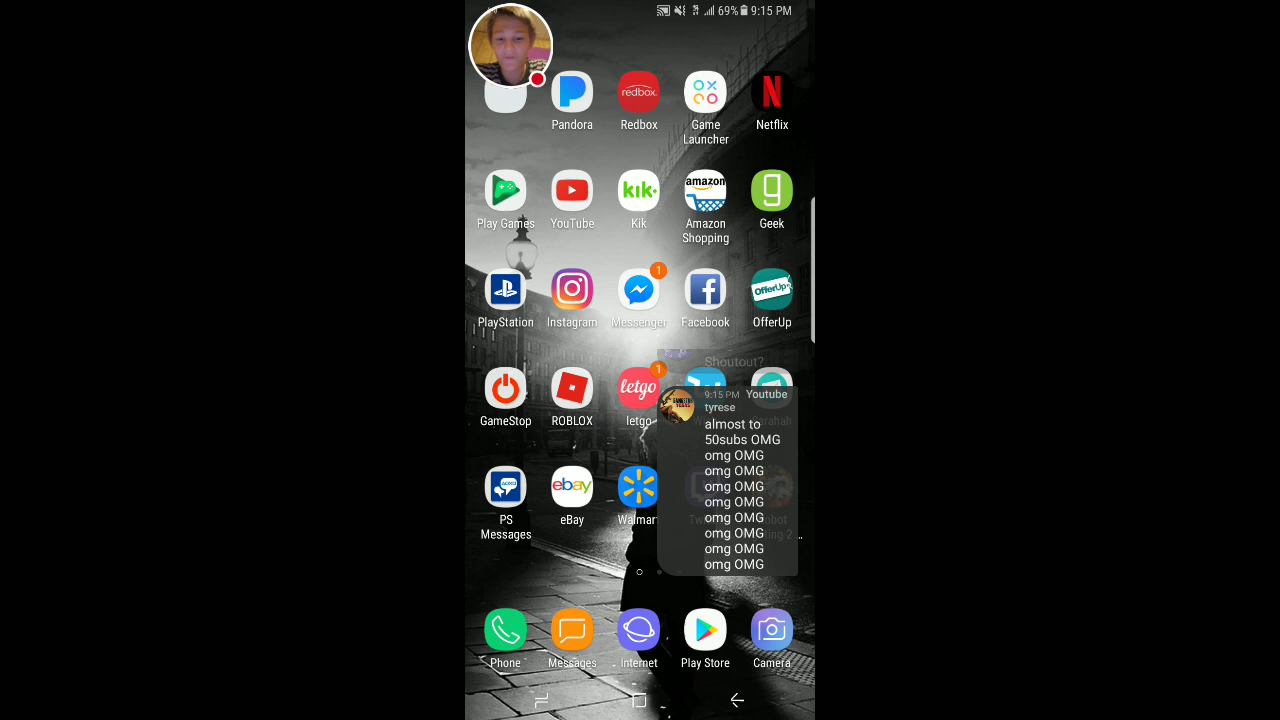 69% 9:15 PM
redbox.
Pandora Redbox Game Launcher Netflix
kik
amazon
Play Games YouTube Kik Amazon Shopping Geek
1
OfferUp
PlayStation Instagram Messenger Facebook OfferUp
Shoutout?
1
letgo
GameStop ROBLOX letgo
9:15 PM Youtube
tyrese
almost to
50subs OMG
omg OMG
omg OMG
omg OMG
omg OMG
omg OMG
omg OMG
omg OMG
omg OMG
ebay
PS Messages eBay Walmart
Phone Messages Internet Play Store Camera